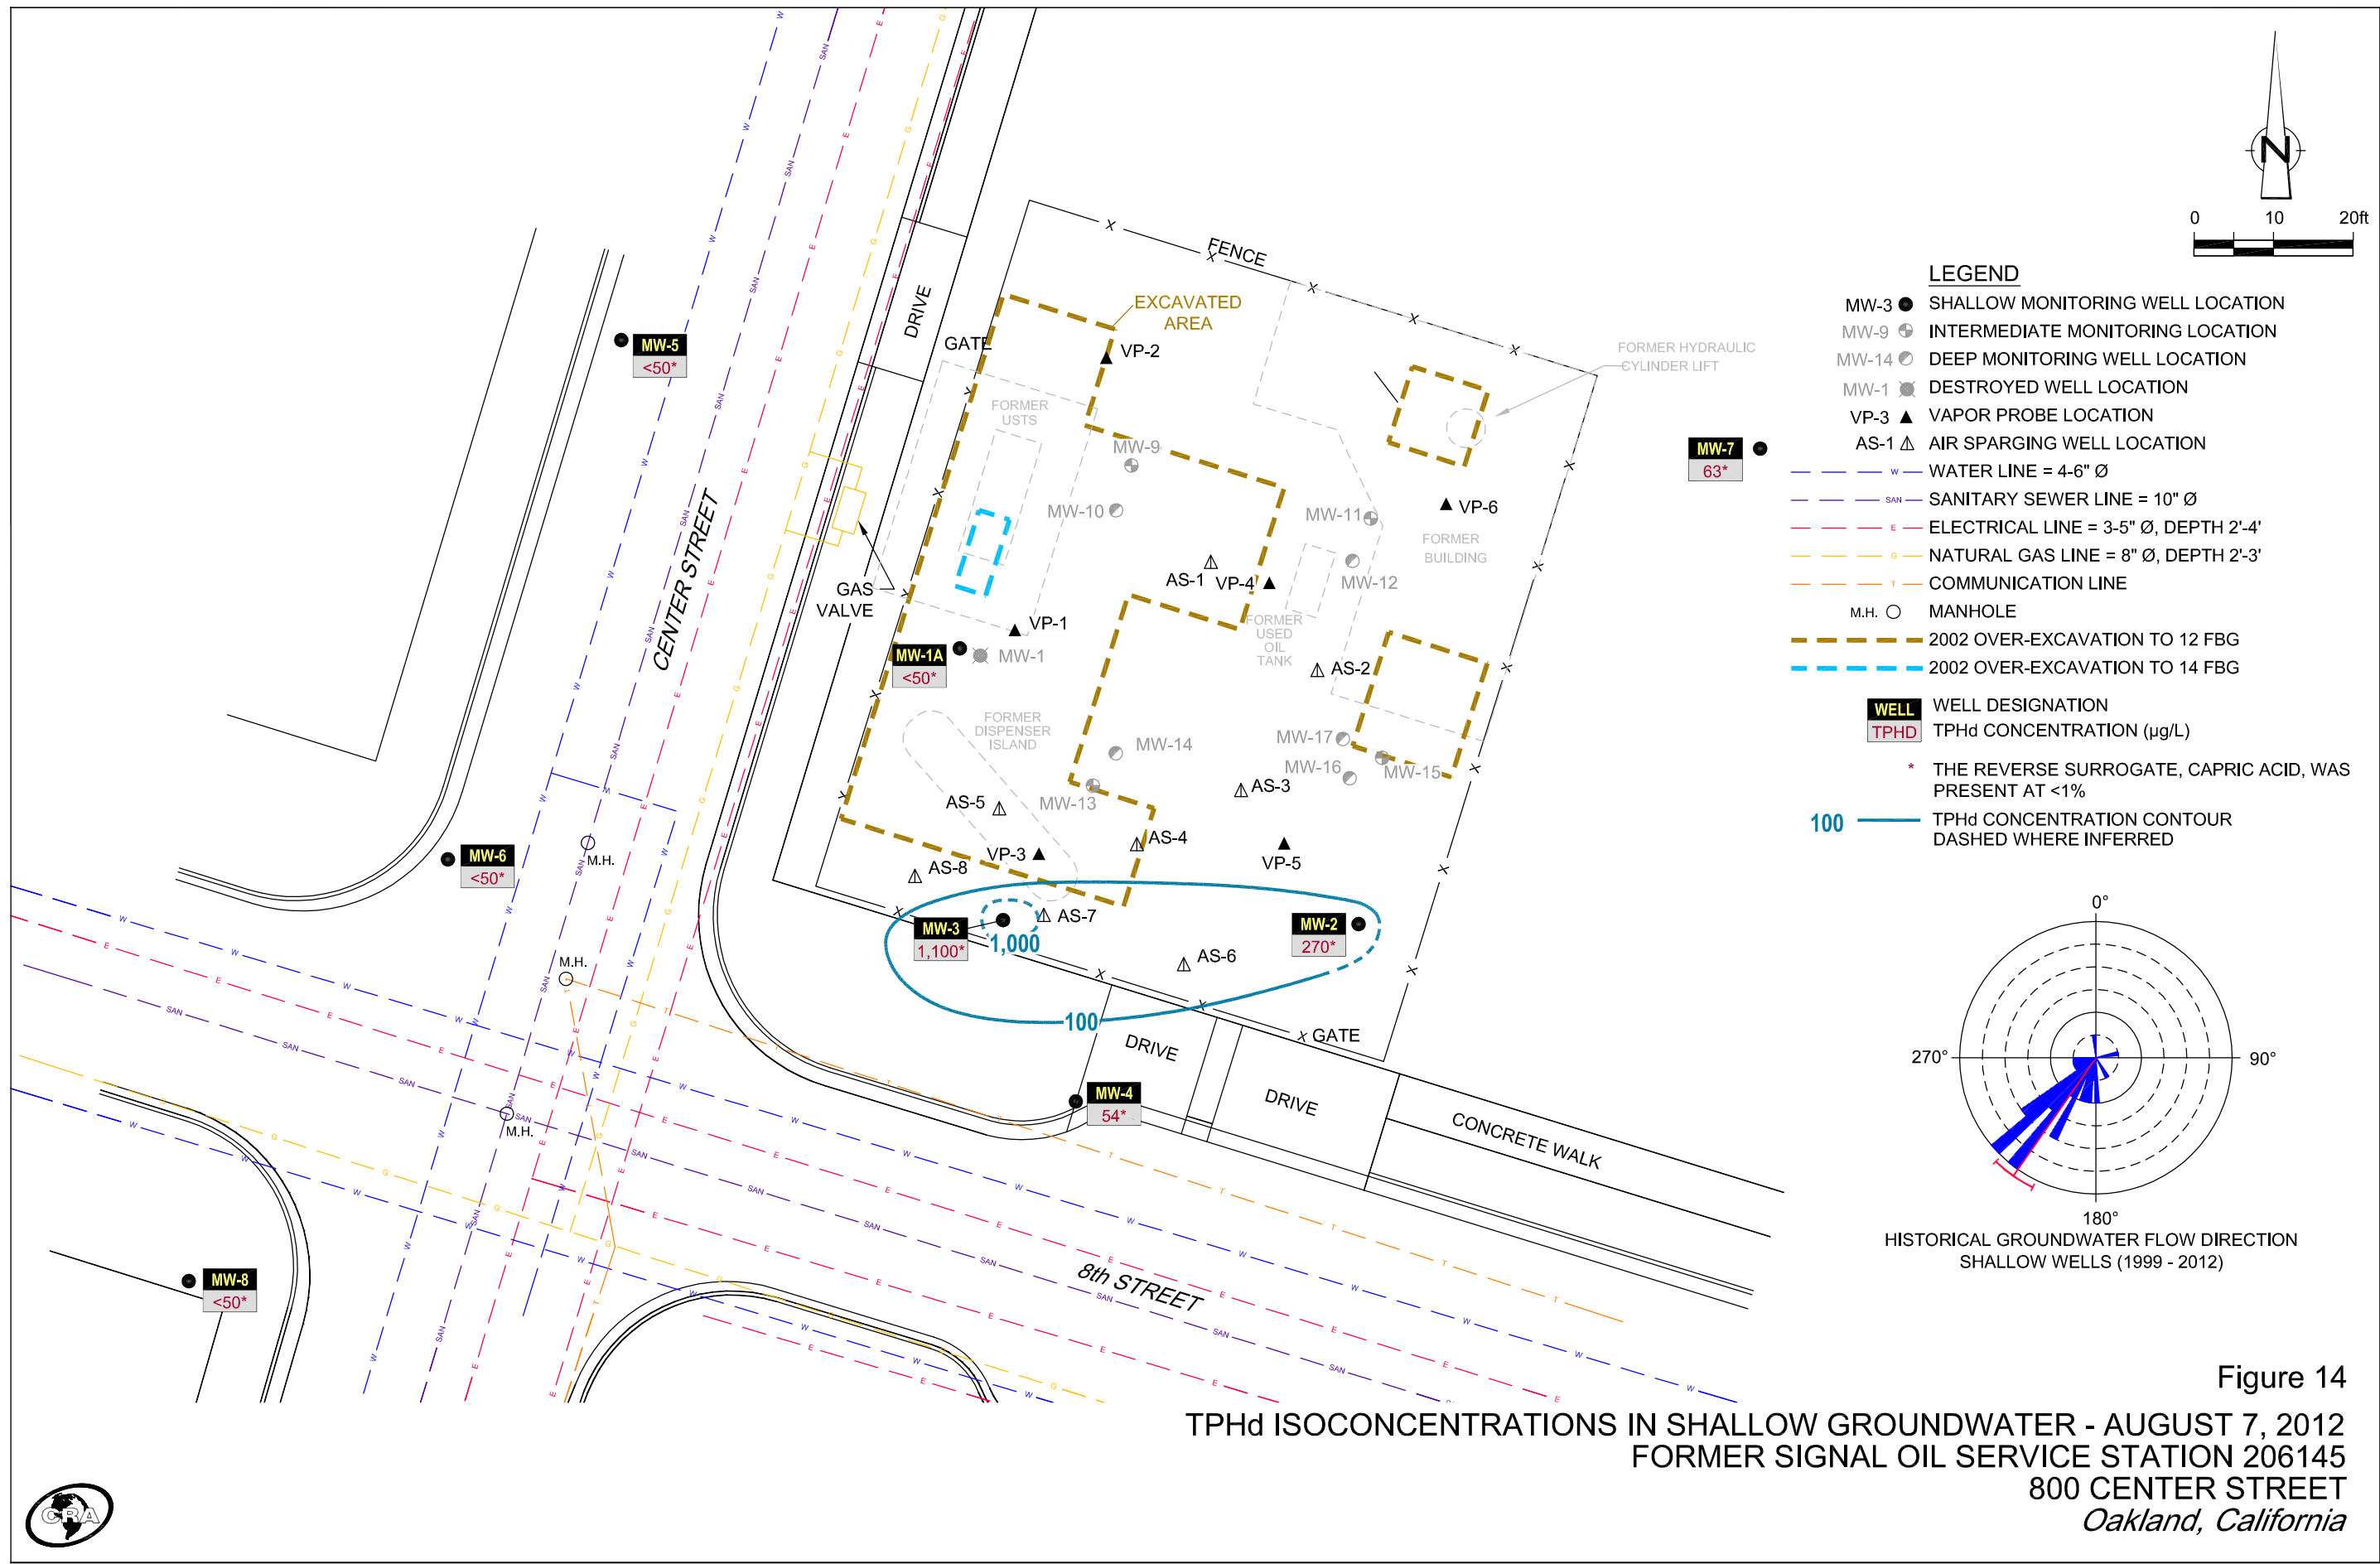 0 10 20ft
N
LEGEND
MW-3 SHALLOW MONITORING WELL LOCATION
MW-9 INTERMEDIATE MONITORING LOCATION
MW-14 DEEP MONITORING WELL LOCATION
MW-1 DESTROYED WELL LOCATION
VP-3 VAPOR PROBE LOCATION
AS-1 AIR SPARGING WELL LOCATION
W WATER LINE = 4-6" Ø
SAN SANITARY SEWER LINE = 10" Ø
E ELECTRICAL LINE = 3-5" Ø, DEPTH 2'-4'
G NATURAL GAS LINE = 8" Ø, DEPTH 2'-3'
T COMMUNICATION LINE
M.H. MANHOLE
2002 OVER-EXCAVATION TO 12 FBG
2002 OVER-EXCAVATION TO 14 FBG
WELL WELL DESIGNATION
TPHD TPHd CONCENTRATION (µg/L)
* THE REVERSE SURROGATE, CAPRIC ACID, WAS
PRESENT AT <1%
100 TPHd CONCENTRATION CONTOUR
DASHED WHERE INFERRED
0°
270° 90°
180°
HISTORICAL GROUNDWATER FLOW DIRECTION
SHALLOW WELLS (1999 - 2012)
FENCE
EXCAVATED
AREA
DRIVE
GATE
VP-2
FORMER
USTS
MW-9
MW-10
FORMER HYDRAULIC
CYLINDER LIFT
MW-5
<50*
MW-7
63*
MW-11
VP-6
FORMER
BUILDING
MW-12
AS-1
VP-4
CENTER STREET
GAS
VALVE
VP-1
MW-1A
<50*
MW-1
FORMER
USED
OIL
TANK
AS-2
FORMER
DISPENSER
ISLAND
MW-14
MW-17
MW-16
MW-15
AS-3
AS-5
MW-13
AS-4
VP-3
VP-5
AS-8
MW-6
<50*
M.H.
MW-3
1,100*
AS-7
1,000
MW-2
270*
AS-6
M.H.
100
DRIVE
GATE
MW-4
54*
DRIVE
CONCRETE WALK
M.H.
MW-8
<50*
8th STREET
Figure 14
TPHd ISOCONCENTRATIONS IN SHALLOW GROUNDWATER - AUGUST 7, 2012
FORMER SIGNAL OIL SERVICE STATION 206145
800 CENTER STREET
Oakland, California
CRA